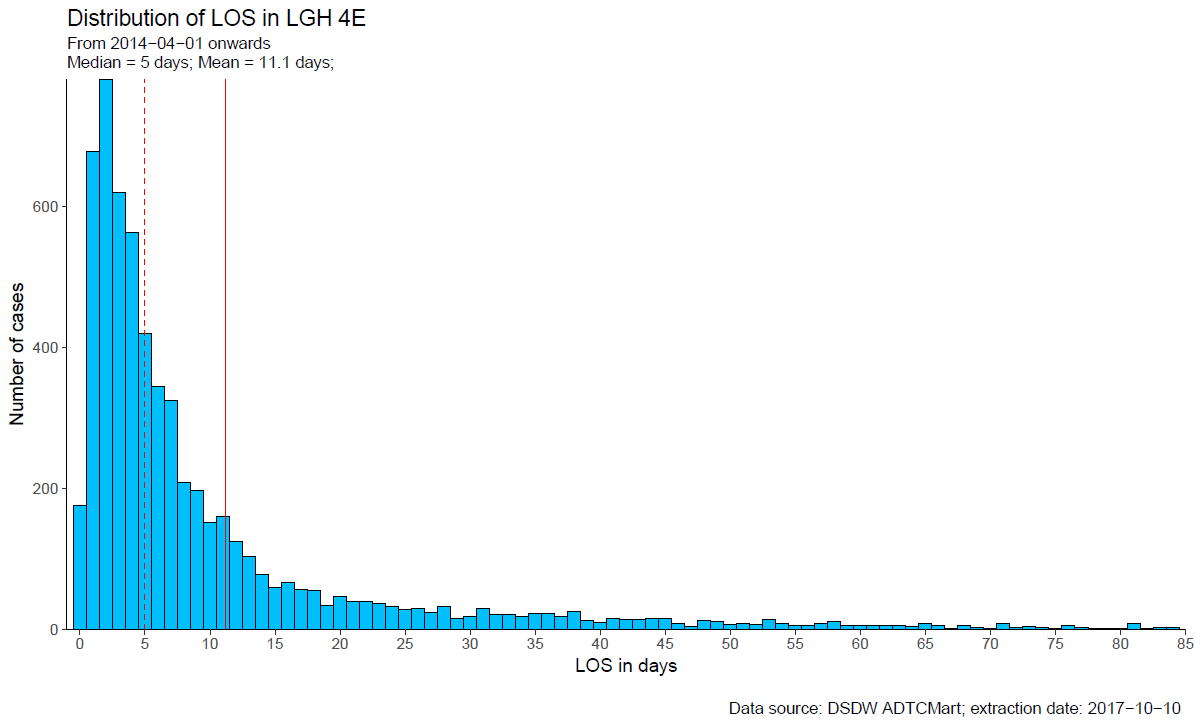 Distribution of LOS in LGH 4E
From 2014−04−01 onwards
Median = 5 days; Mean = 11.1 days;
Number of cases
600
400
200
0
0 5 10 15 20 25 30 35 40 45 50 55 60 65 70 75 80 85
LOS in days
Data source: DSDW ADTCMart; extraction date: 2017−10−10